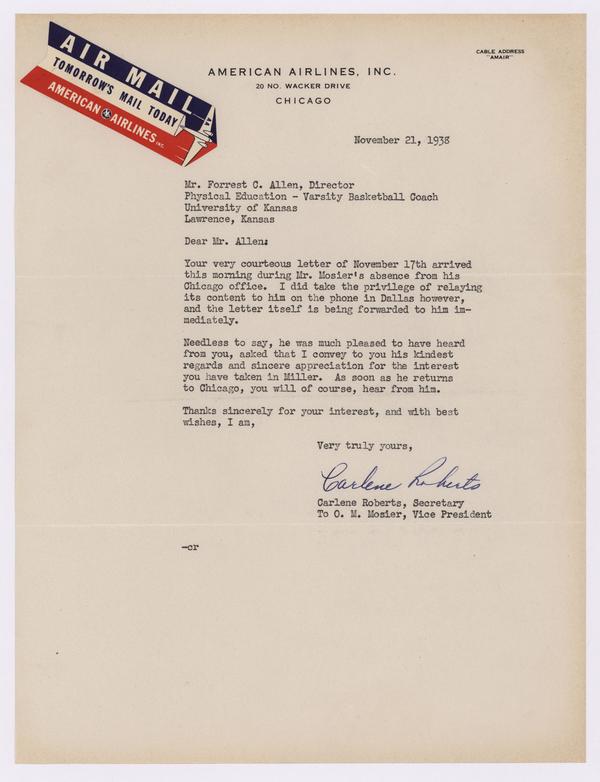 AIR MAIL
TOMORROW'S MAIL TODAY
AMERICAN AIRLINES INC.
CABLE ADDRESS
"AMAIR"
AMERICAN AIRLINES, INC.
20 NO. WACKER DRIVE
CHICAGO
November 21, 1938
Mr. Forrest C. Allen, Director
Physical Education - Varsity Basketball Coach
University of Kansas
Lawrence, Kansas
Dear Mr. Allen:
Your very courteous letter of November 17th arrived
this morning during Mr. Mosier's absence from his
Chicago office. I did take the privilege of relaying
its content to him on the phone in Dallas however,
and the letter itself is being forwarded to him im-
mediately.
Needless to say, he was much pleased to have heard
from you, asked that I convey to you his kindest
regards and sincere appreciation for the interest
you have taken in Miller. As soon as he returns
to Chicago, you will of course, hear from him.
Thanks sincerely for your interest, and with best
wishes, I am,
Very truly yours,
Carlene Roberts
Carlene Roberts, Secretary
To O. M. Mosier, Vice President
-cr